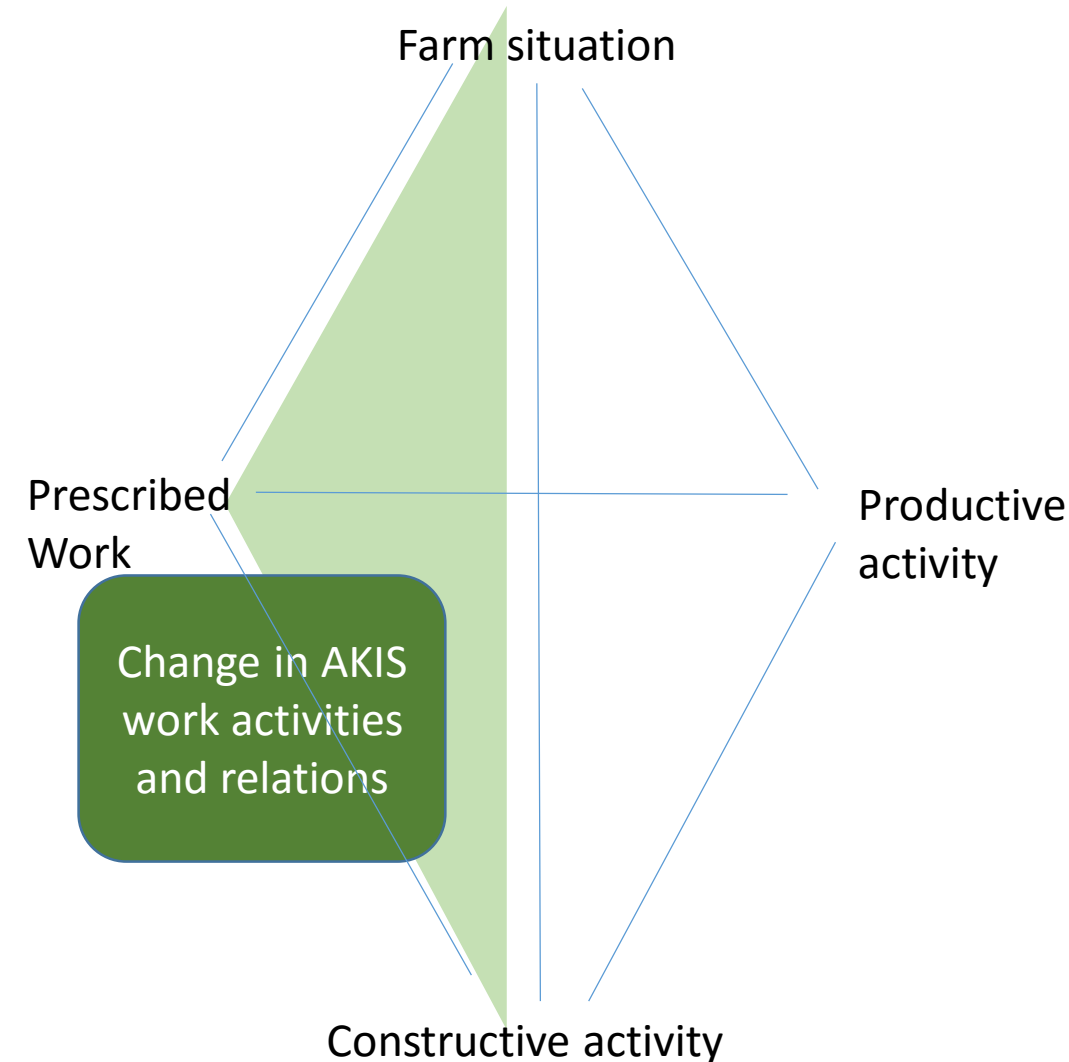 Farm situation
Prescribed
Work
Productive
activity
Change in AKIS
work activities
and relations
Constructive activity